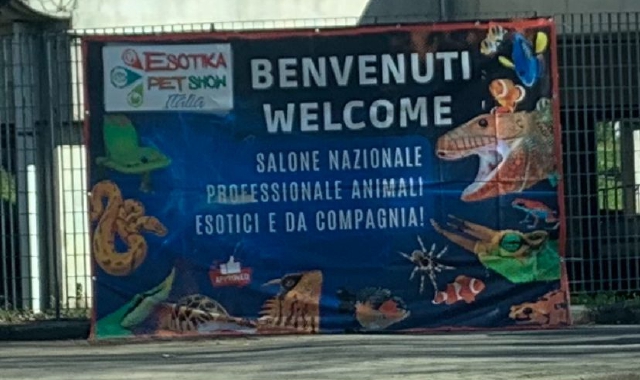 ESOTIKA
PET SHOW
Italia
BENVENUTI
WELCOME
SALONE NAZIONALE
PROFESSIONALE ANIMALI
ESOTICI E DA COMPAGNIA!